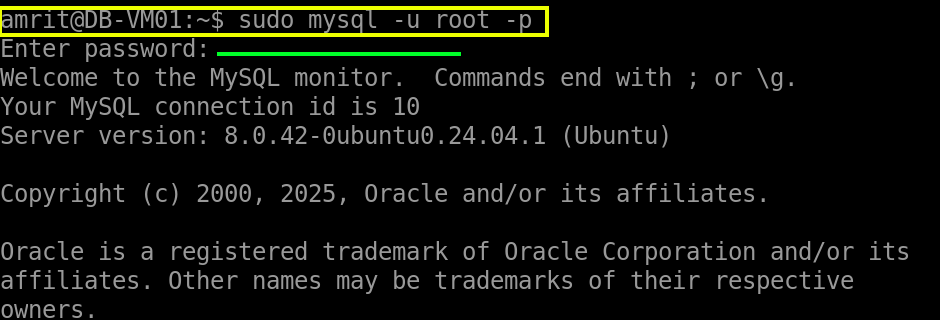 amrit@DB-VM01:~$ sudo mysql -u root -p
Enter password:
Welcome to the MySQL monitor.  Commands end with ; or \g.
Your MySQL connection id is 10
Server version: 8.0.42-0ubuntu0.24.04.1 (Ubuntu)
Copyright (c) 2000, 2025, Oracle and/or its affiliates.
Oracle is a registered trademark of Oracle Corporation and/or its
affiliates. Other names may be trademarks of their respective
owners.